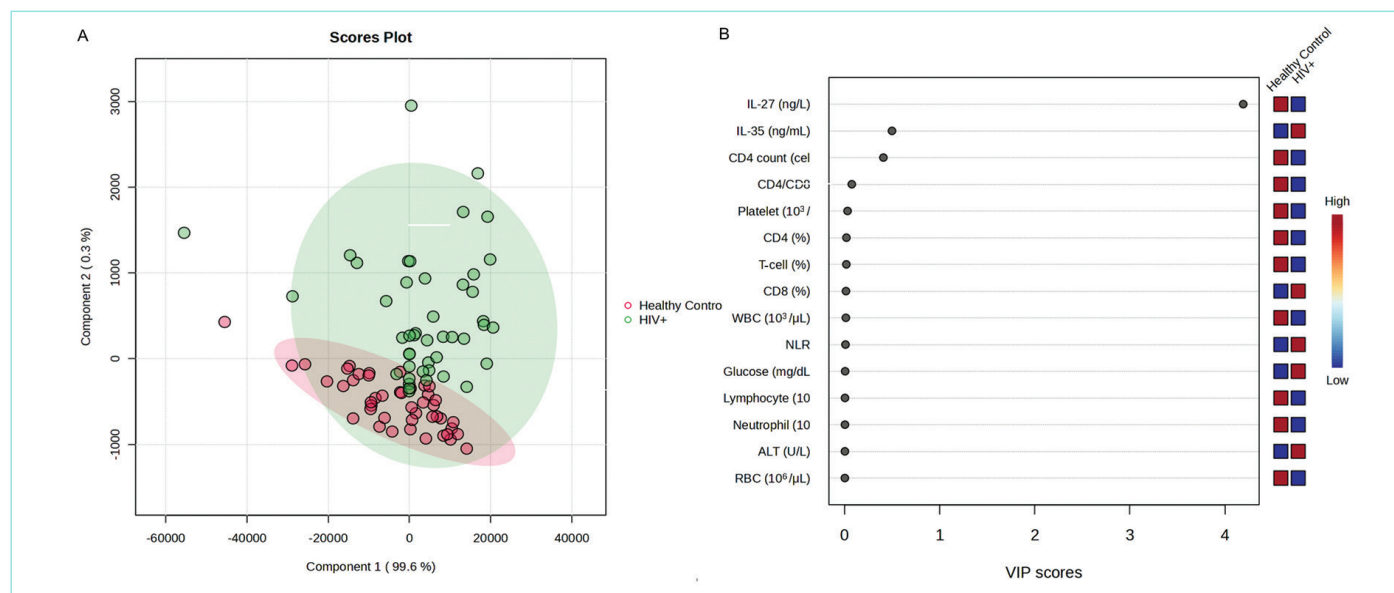 A
Scores Plot
Component 2 ( 0.3 %)
3000
2000
1000
0
-1000
-60000 -40000 -20000 0 20000 40000
Component 1 ( 99.6 %)
Healthy Contro
HIV+
B
Healthy Control
HIV+
IL-27 (ng/L)
IL-35 (ng/mL)
CD4 count (cel
CD4/CD8
Platelet (10³/
CD4 (%)
T-cell (%)
CD8 (%)
WBC (10³/µL)
NLR
Glucose (mg/dL
Lymphocyte (10
Neutrophil (10
ALT (U/L)
RBC (10⁶/µL)
0 1 2 3 4
VIP scores
High
Low